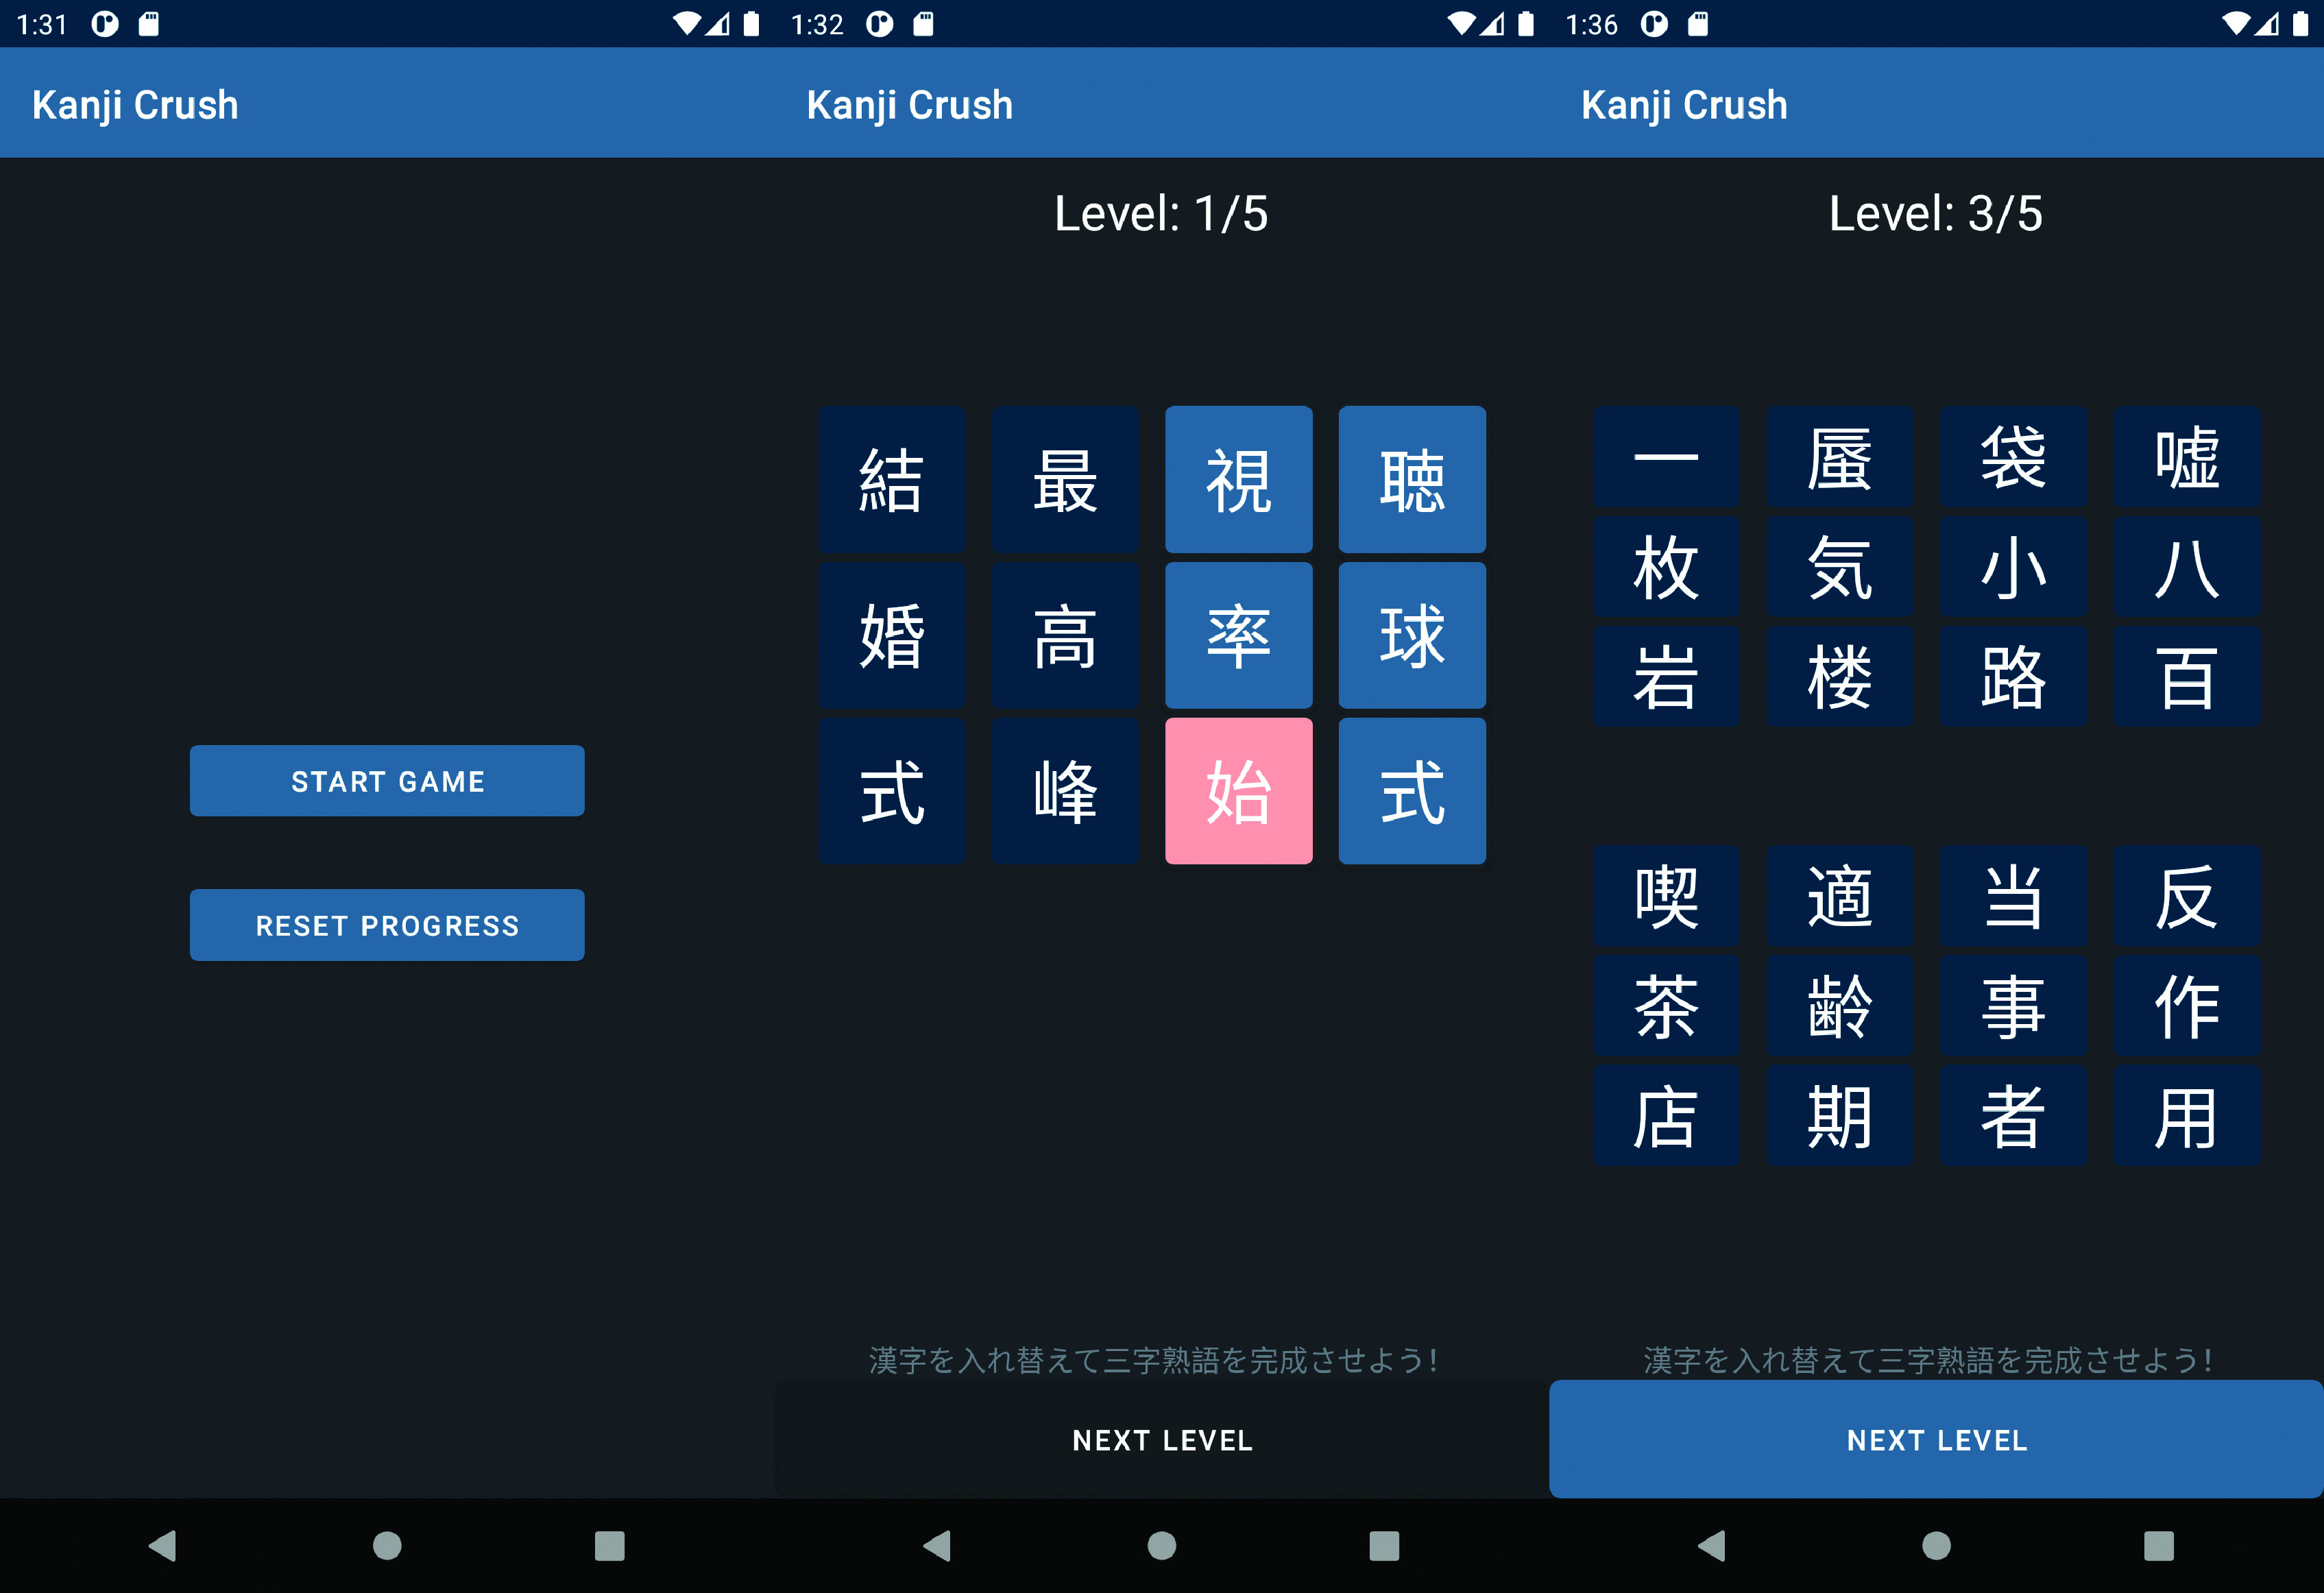 1:31
Kanji Crush
START GAME
RESET PROGRESS
1:32
Kanji Crush
Level: 1/5
結 最 視 聴
婚 高 率 球
式 峰 始 式
漢字を入れ替えて三字熟語を完成させよう!
NEXT LEVEL
1:36
Kanji Crush
Level: 3/5
一 蜃 袋 嘘
枚 気 小 八
岩 楼 路 百
喫 適 当 反
茶 齢 事 作
店 期 者 用
漢字を入れ替えて三字熟語を完成させよう!
NEXT LEVEL